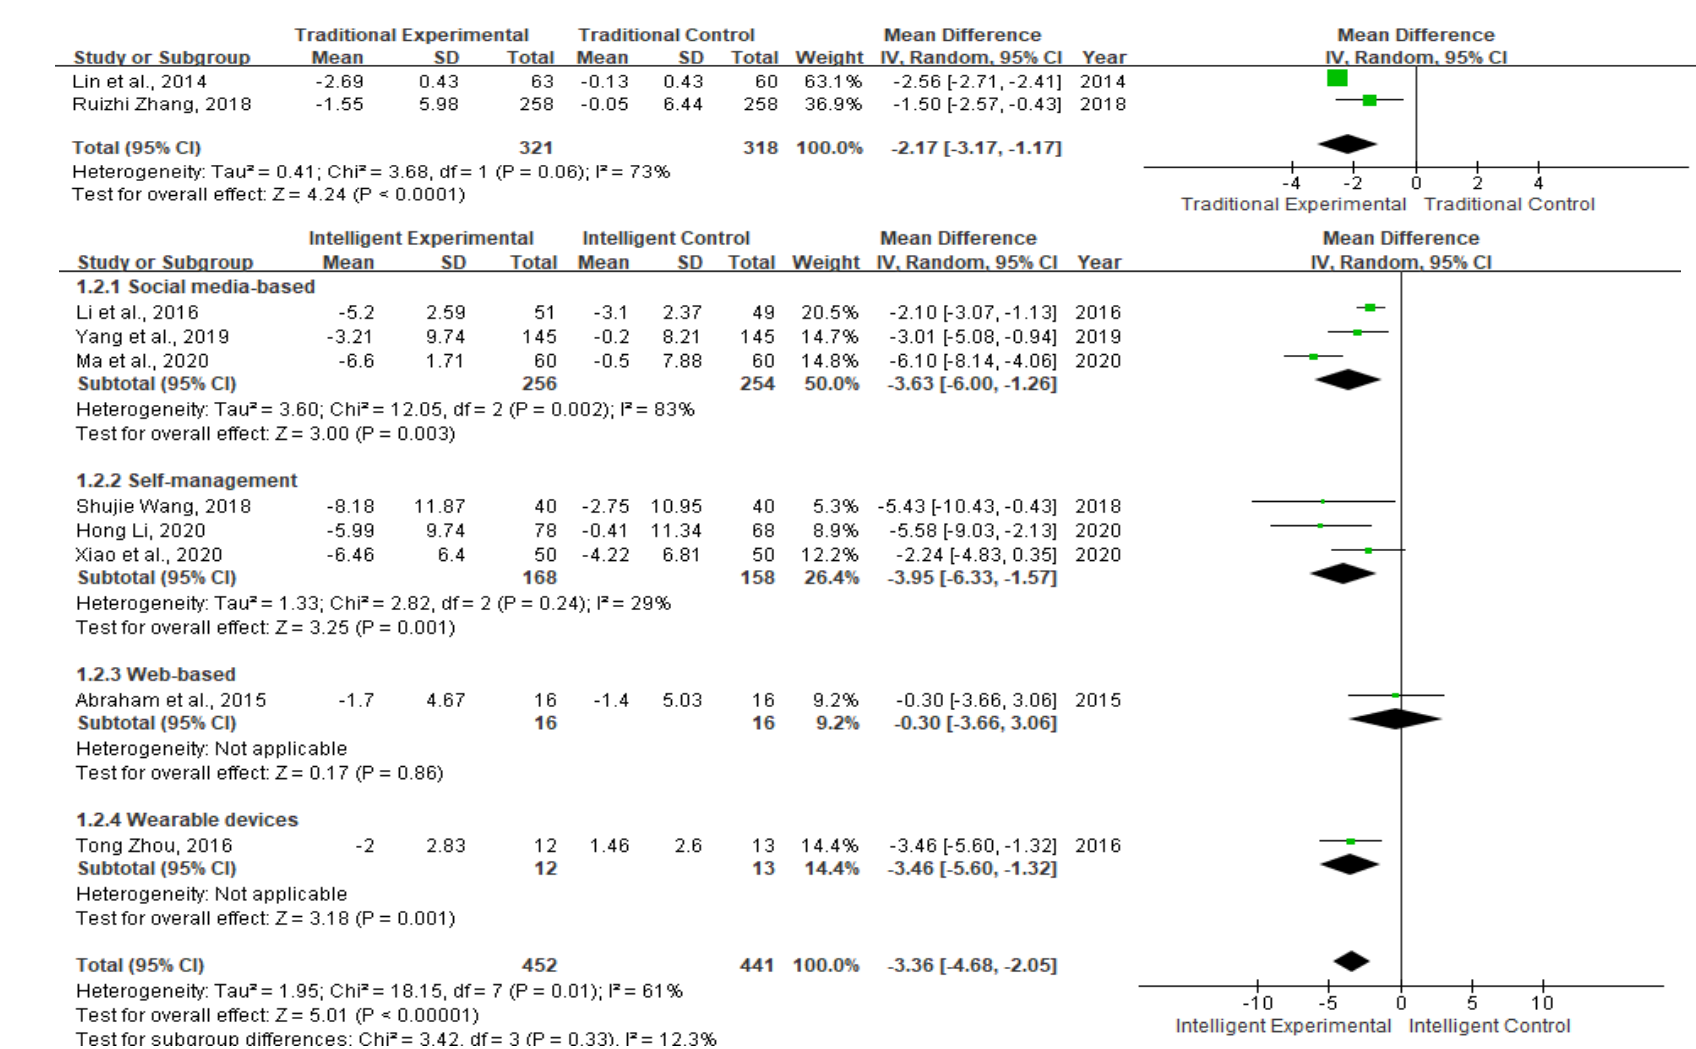 Traditional Experimental Traditional Control Mean Difference Mean Difference
Study or Subgroup Mean SD Total Mean SD Total Weight IV, Random, 95% CI Year IV, Random, 95% CI
Lin et al., 2014 -2.69 0.43 63 -0.13 0.43 60 63.1% -2.56 [-2.71, -2.41] 2014
Ruizhi Zhang, 2018 -1.55 5.98 258 -0.05 6.44 258 36.9% -1.50 [-2.57, -0.43] 2018
Total (95% CI) 321 318 100.0% -2.17 [-3.17, -1.17]
Heterogeneity: Tau² = 0.41; Chi² = 3.68, df = 1 (P = 0.06); I² = 73%
Test for overall effect: Z = 4.24 (P < 0.0001)
-4 -2 0 2 4
Traditional Experimental Traditional Control
Intelligent Experimental Intelligent Control Mean Difference Mean Difference
Study or Subgroup Mean SD Total Mean SD Total Weight IV, Random, 95% CI Year IV, Random, 95% CI
1.2.1 Social media-based
Li et al., 2016 -5.2 2.59 51 -3.1 2.37 49 20.5% -2.10 [-3.07, -1.13] 2016
Yang et al., 2019 -3.21 9.74 145 -0.2 8.21 145 14.7% -3.01 [-5.08, -0.94] 2019
Ma et al., 2020 -6.6 1.71 60 -0.5 7.88 60 14.8% -6.10 [-8.14, -4.06] 2020
Subtotal (95% CI) 256 254 50.0% -3.63 [-6.00, -1.26]
Heterogeneity: Tau² = 3.60; Chi² = 12.05, df = 2 (P = 0.002); I² = 83%
Test for overall effect: Z = 3.00 (P = 0.003)
1.2.2 Self-management
Shujie Wang, 2018 -8.18 11.87 40 -2.75 10.95 40 5.3% -5.43 [-10.43, -0.43] 2018
Hong Li, 2020 -5.99 9.74 78 -0.41 11.34 68 8.9% -5.58 [-9.03, -2.13] 2020
Xiao et al., 2020 -6.46 6.4 50 -4.22 6.81 50 12.2% -2.24 [-4.83, 0.35] 2020
Subtotal (95% CI) 168 158 26.4% -3.95 [-6.33, -1.57]
Heterogeneity: Tau² = 1.33; Chi² = 2.82, df = 2 (P = 0.24); I² = 29%
Test for overall effect: Z = 3.25 (P = 0.001)
1.2.3 Web-based
Abraham et al., 2015 -1.7 4.67 16 -1.4 5.03 16 9.2% -0.30 [-3.66, 3.06] 2015
Subtotal (95% CI) 16 16 9.2% -0.30 [-3.66, 3.06]
Heterogeneity: Not applicable
Test for overall effect: Z = 0.17 (P = 0.86)
1.2.4 Wearable devices
Tong Zhou, 2016 -2 2.83 12 1.46 2.6 13 14.4% -3.46 [-5.60, -1.32] 2016
Subtotal (95% CI) 12 13 14.4% -3.46 [-5.60, -1.32]
Heterogeneity: Not applicable
Test for overall effect: Z = 3.18 (P = 0.001)
Total (95% CI) 452 441 100.0% -3.36 [-4.68, -2.05]
Heterogeneity: Tau² = 1.95; Chi² = 18.15, df = 7 (P = 0.01); I² = 61%
Test for overall effect: Z = 5.01 (P < 0.00001)
Test for subgroup differences: Chi² = 3.42, df = 3 (P = 0.33), I² = 12.3%
-10 -5 0 5 10
Intelligent Experimental Intelligent Control